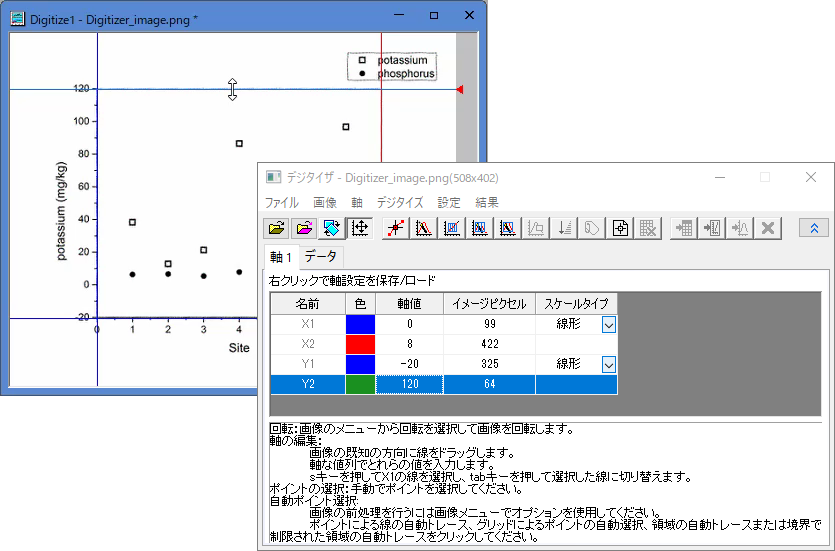 Digitize1 - Digitizer_image.png *
potassium
phosphorus
120
100
80
60
40
20
0
-20
potassium (mg/kg)
0
1
2
3
4
Site
デジタイザ - Digitizer_image.png(508x402)
ファイル 画像 軸 デジタイズ 設定 結果
軸 1 データ
右クリックで軸設定を保存/ロード
名前 色 軸値 イメージピクセル スケールタイプ
X1 0 99 線形
X2 8 422
Y1 -20 325 線形
Y2 120 64
回転:画像のメニューから回転を選択して画像を回転します。
軸の編集:
画像の既知の方向に線をドラッグします。
軸な値列でとれらの値を入力します。
sキーを押してX1の線を選択し、tabキーを押して選択した線に切り替えます。
ポイントの選択:手動でポイントを選択してください。
自動ポイント選択:
画像の前処理を行うには画像メニューでオプションを使用してください。
ポイントによる線の自動トレース、グリッドによるポイントの自動選択、領域の自動トレースまたは境界で
制限された領域の自動トレースをクリックしてください。